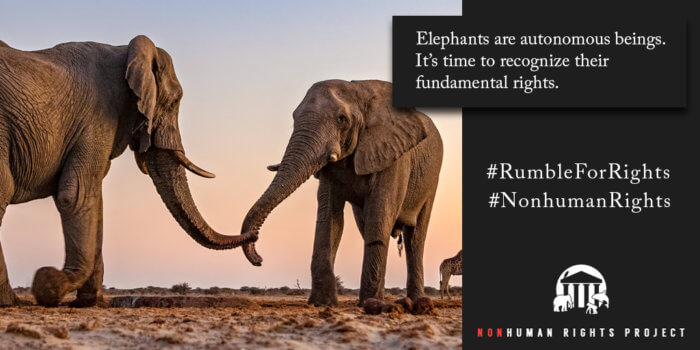 Elephants are autonomous beings.
It’s time to recognize their
fundamental rights.
#RumbleForRights
#NonhumanRights
NONHUMAN RIGHTS PROJECT